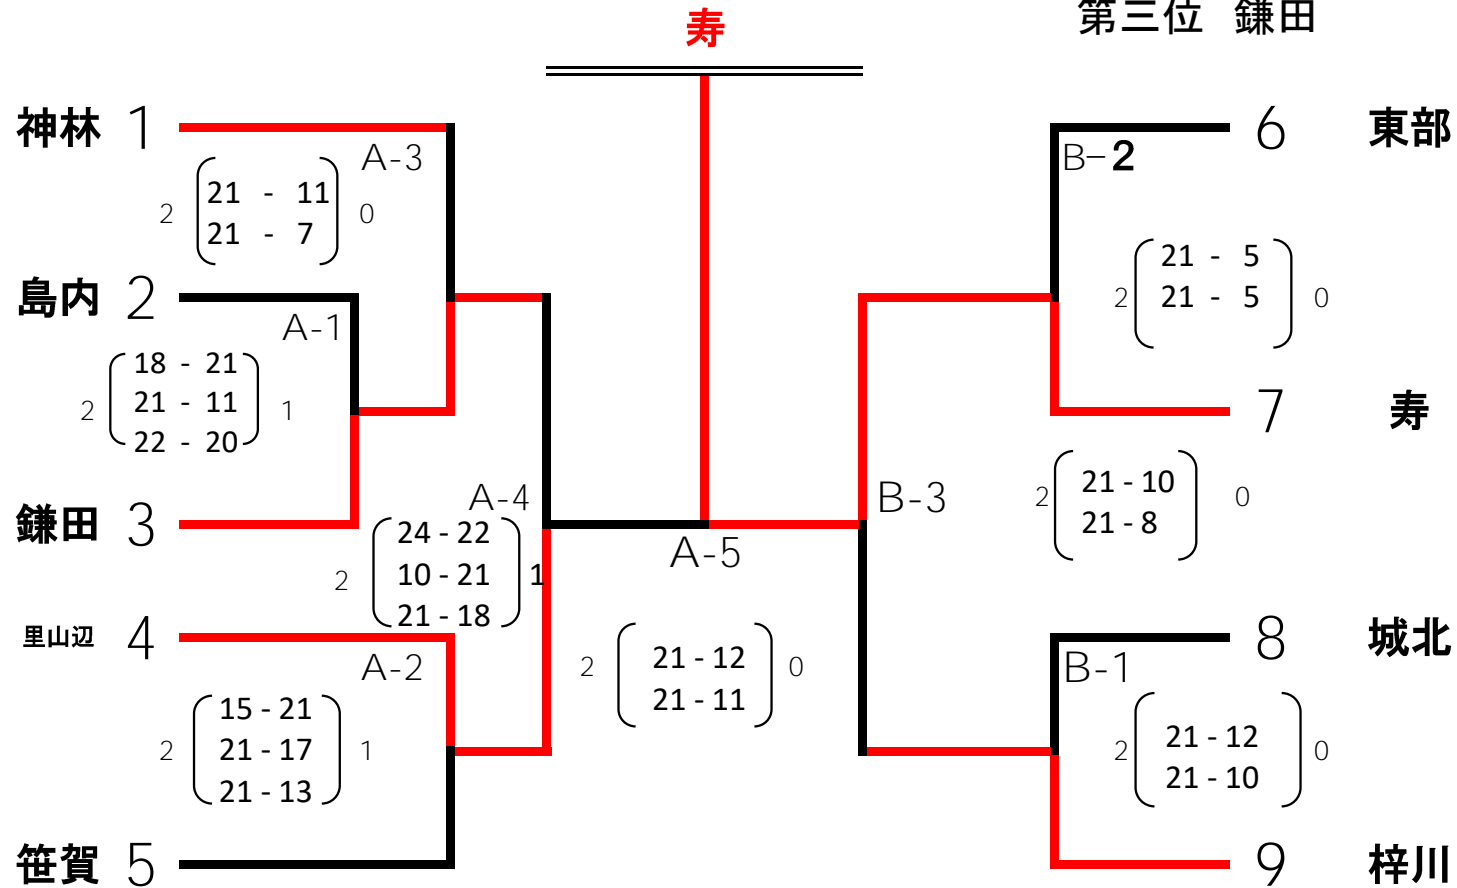 第三位 鎌田
寿
神林 1
A-3
2 21 - 11 0
21 - 7
島内 2
A-1
18 - 21
2 21 - 11 1
22 - 20
鎌田 3
A-4
24 - 22
2 10 - 21 1
21 - 18
里山辺 4
A-2
15 - 21
2 21 - 17 1
21 - 13
笹賀 5
A-5
2 21 - 12 0
21 - 11
6 東部
B-2
21 - 5
2 21 - 5 0
7 寿
B-3
2 21 - 10 0
21 - 8
8 城北
B-1
2 21 - 12 0
21 - 10
9 梓川